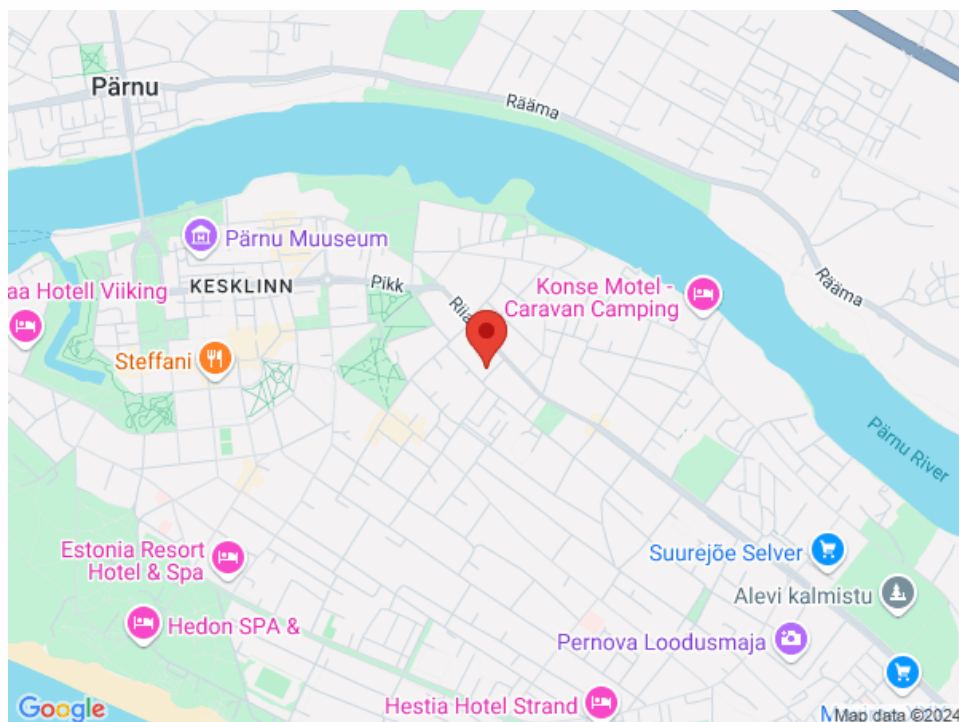 Pärnu
Rääma
Pärnu Muuseum
KESKLINN
Pikk
aa Hotell Viiking
Konse Motel -
Caravan Camping
Rääma
Steffani
Pärnu River
Estonia Resort
Hotel & Spa
Suurejõe Selver
Alevi kalmistu
Hedon SPA &
Pernova Loodusmaja
Hestia Hotel Strand
Google
Map data ©2024